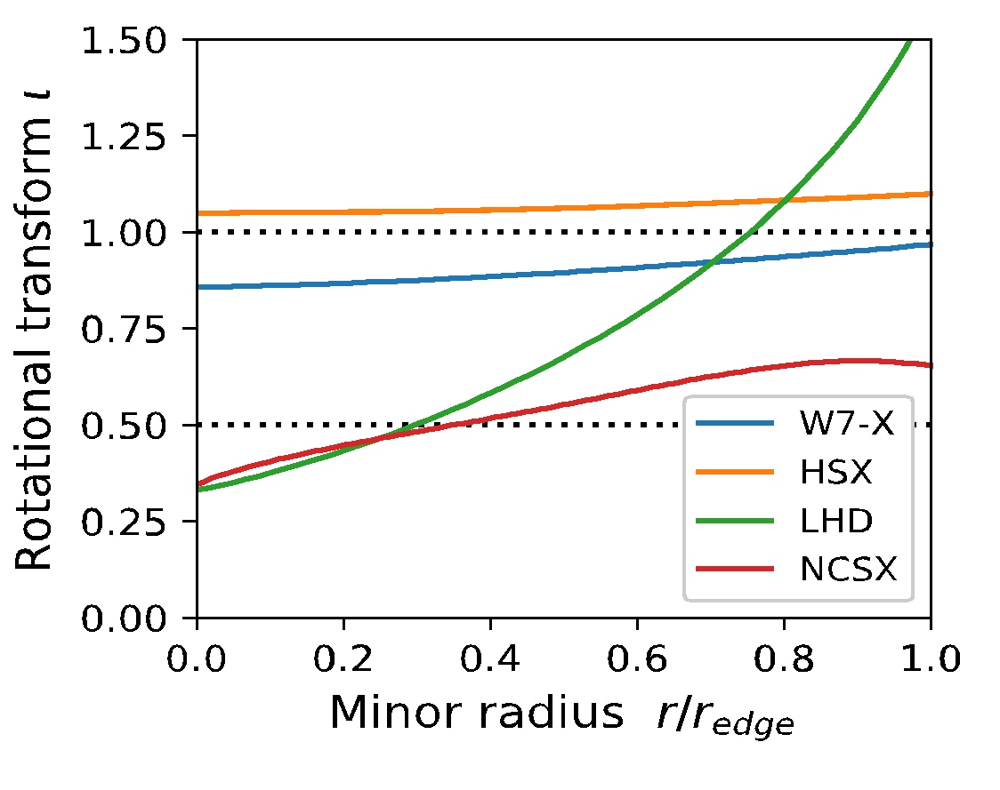 Rotational transform ι
1.50
1.25
1.00
0.75
0.50
0.25
0.00
W7-X
HSX
LHD
NCSX
0.0 0.2 0.4 0.6 0.8 1.0
Minor radius r/r_edge